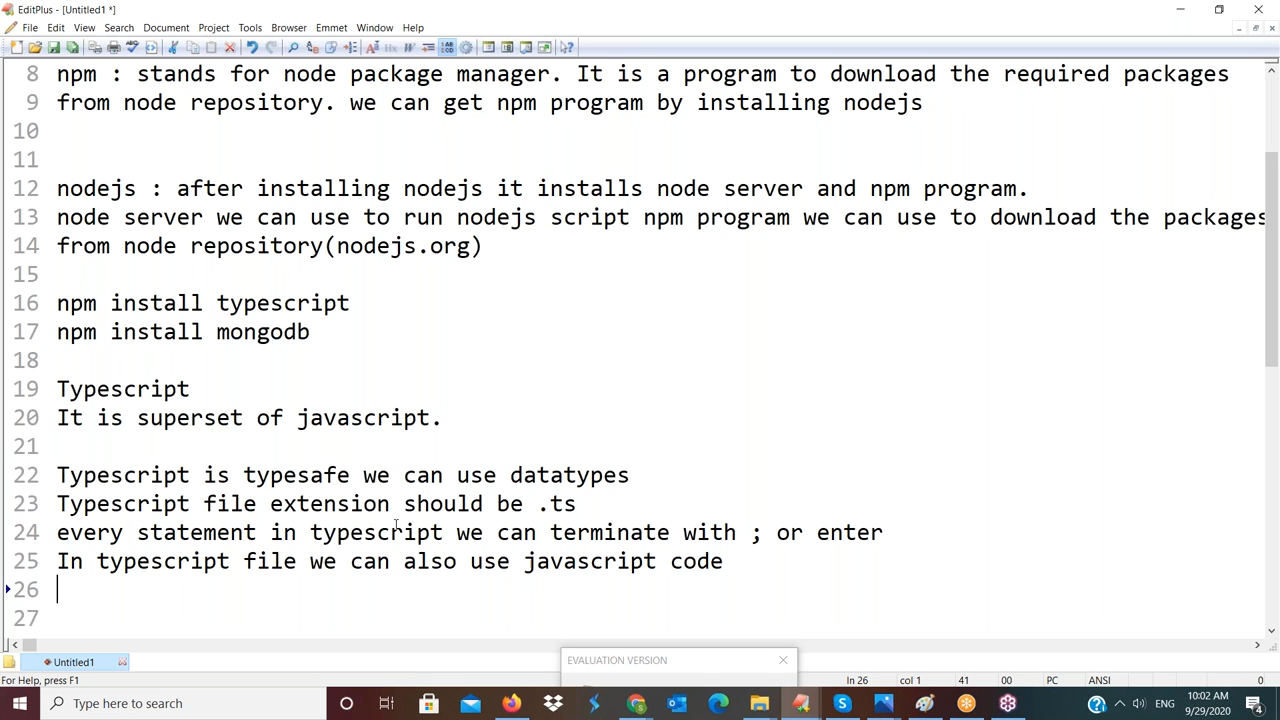 EditPlus - [Untitled1 *]
File Edit View Search Document Project Tools Browser Emmet Window Help
8 npm : stands for node package manager. It is a program to download the required packages
9 from node repository. we can get npm program by installing nodejs
10
11
12 nodejs : after installing nodejs it installs node server and npm program.
13 node server we can use to run nodejs script npm program we can use to download the packages
14 from node repository(nodejs.org)
15
16 npm install typescript
17 npm install mongodb
18
19 Typescript
20 It is superset of javascript.
21
22 Typescript is typesafe we can use datatypes
23 Typescript file extension should be .ts
24 every statement in typescript we can terminate with ; or enter
25 In typescript file we can also use javascript code
26
27
EVALUATION VERSION
Untitled1
For Help, press F1 ln 26 col 1 41 00 PC ANSI 0
Type here to search ENG 10:02 AM
9/29/2020